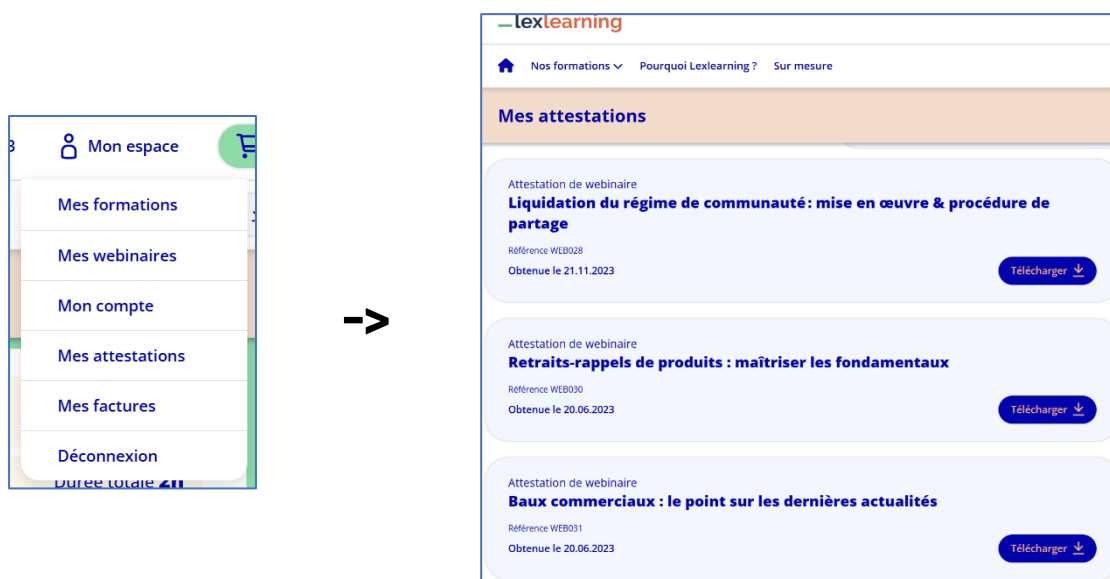 Mon espace
Mes formations
Mes webinaires
Mon compte
Mes attestations
Mes factures
Déconnexion
Durée totale 2h
->
lexlearning
Nos formations
Pourquoi Lexlearning ?
Sur mesure
Mes attestations
Attestation de webinaire
Liquidation du régime de communauté : mise en œuvre & procédure de
partage
Référence WEB028
Obtenue le 21.11.2023
Télécharger
Attestation de webinaire
Retraits-rappels de produits : maîtriser les fondamentaux
Référence WEB030
Obtenue le 20.06.2023
Télécharger
Attestation de webinaire
Baux commerciaux : le point sur les dernières actualités
Référence WEB031
Obtenue le 20.06.2023
Télécharger